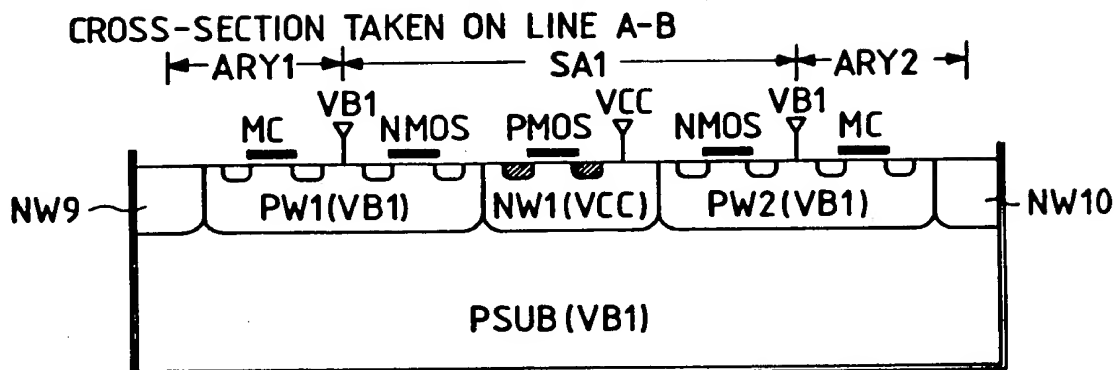 CROSS-SECTION TAKEN ON LINE A-B
ARY1 SA1 ARY2
VB1 VCC VB1
MC NMOS PMOS NMOS MC
NW9 PW1(VB1) NW1(VCC) PW2(VB1) NW10
PSUB(VB1)